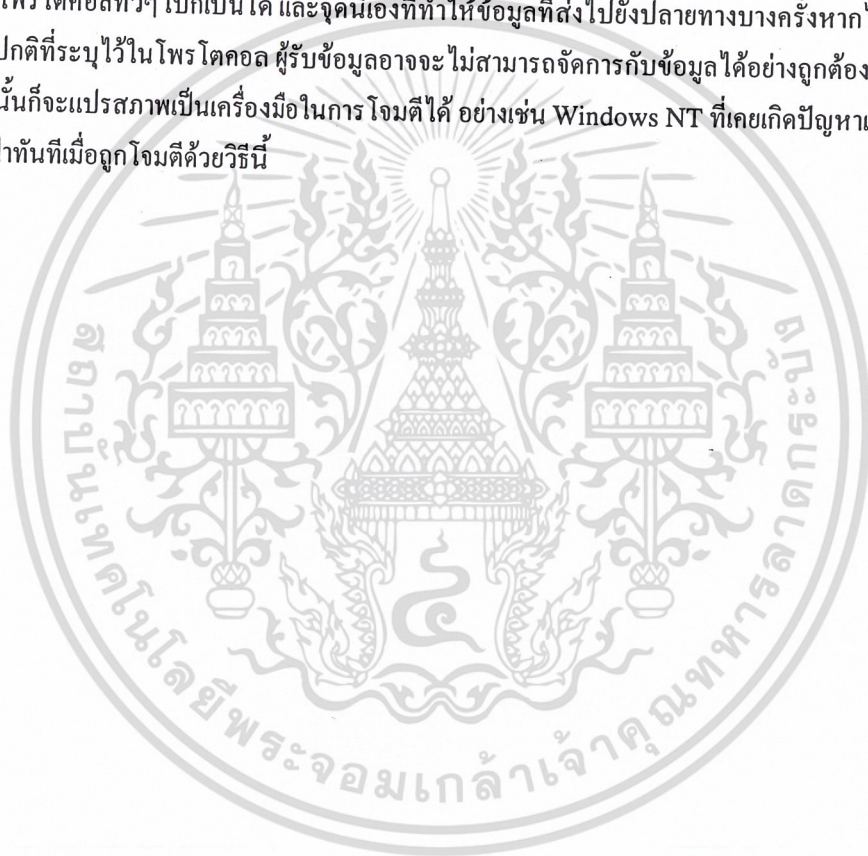 โพรโตคอลทั่วๆ ไปก็เป็นได้ และจุดนี้เองที่ทำให้ข้อมูลที่ส่งไปยังปลายทางบางครั้งหาก
ปกติที่ระบุไว้ในโพรโตคอล ผู้รับข้อมูลอาจจะไม่สามารถจัดการกับข้อมูลได้อย่างถูกต้อง
นั้นก็จะแปรสภาพเป็นเครื่องมือในการโจมตีได้ อย่างเช่น Windows NT ที่เคยเกิดปัญหา
ทันทีเมื่อถูกโจมตีด้วยวิธีนี้
สถาบันเทคโนโลยีพระจอมเกล้าเจ้าคุณทหารลาดกระบัง